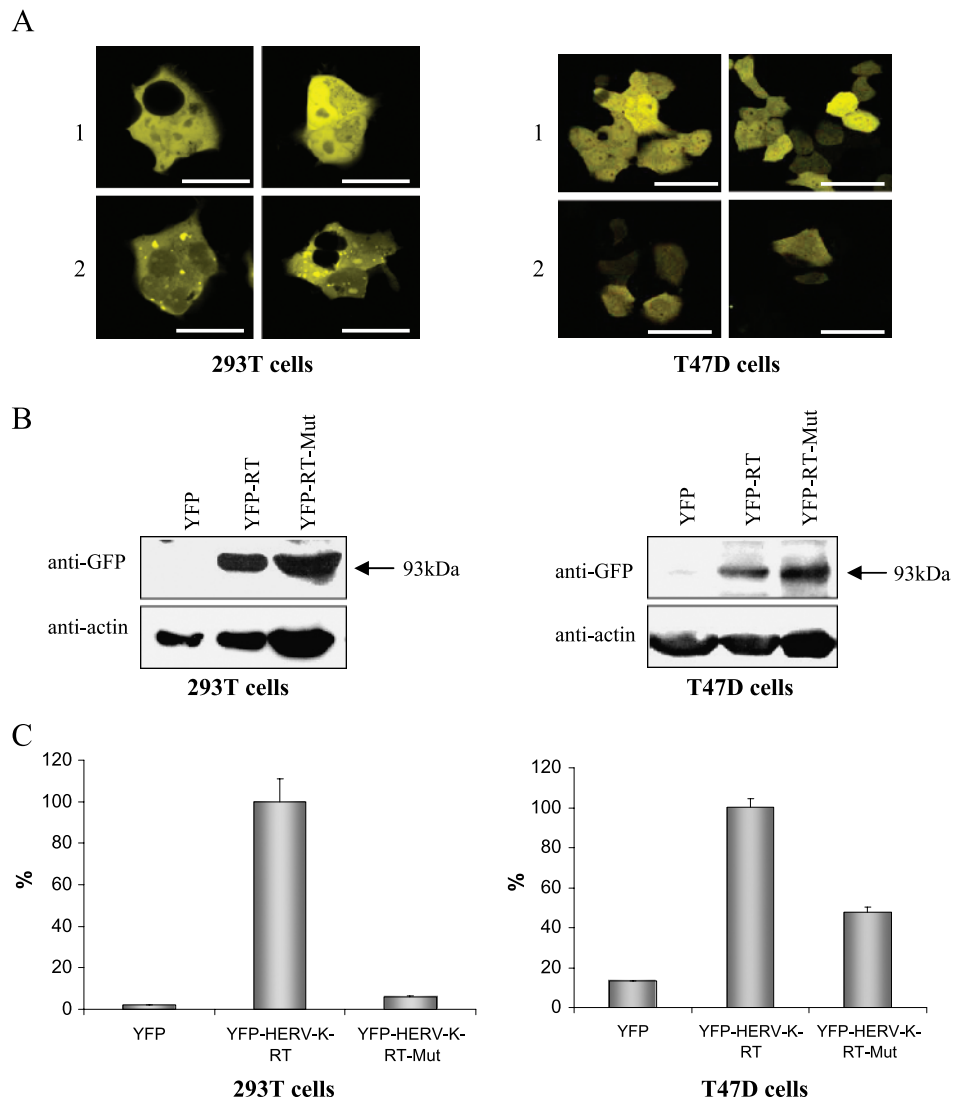 A
1
2
293T cells
1
2
T47D cells
B
YFP
YFP-RT
YFP-RT-Mut
anti-GFP
93kDa
anti-actin
293T cells
YFP
YFP-RT
YFP-RT-Mut
anti-GFP
93kDa
anti-actin
T47D cells
C
120
100
80
60
40
20
0
%
YFP
YFP-HERV-K-
RT
YFP-HERV-K-
RT-Mut
293T cells
120
100
80
60
40
20
0
%
YFP
YFP-HERV-K-
RT
YFP-HERV-K-
RT-Mut
T47D cells